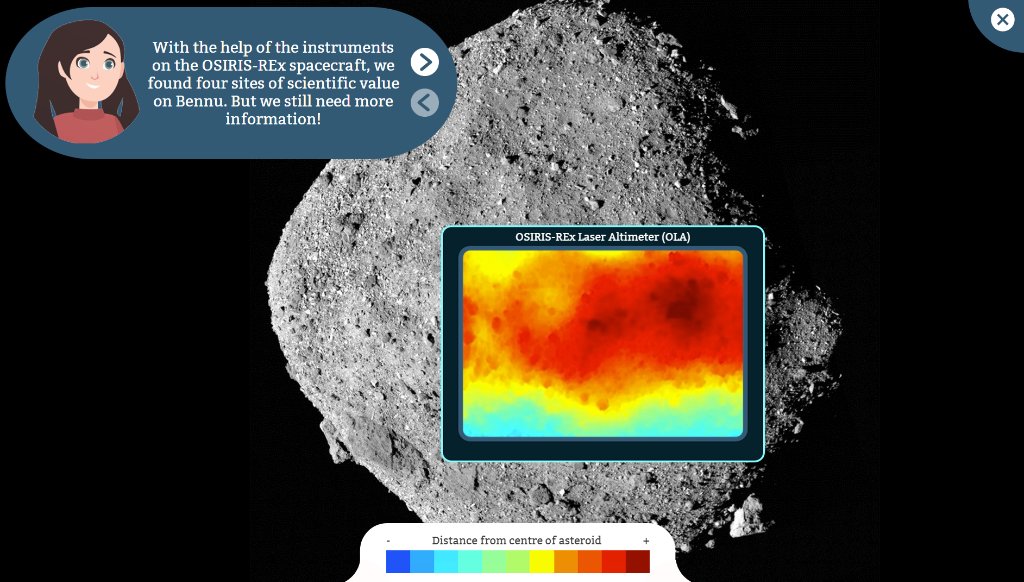 With the help of the instruments
on the OSIRIS-REx spacecraft, we
found four sites of scientific value
on Bennu. But we still need more
information!
OSIRIS-REx Laser Altimeter (OLA)
- Distance from centre of asteroid +